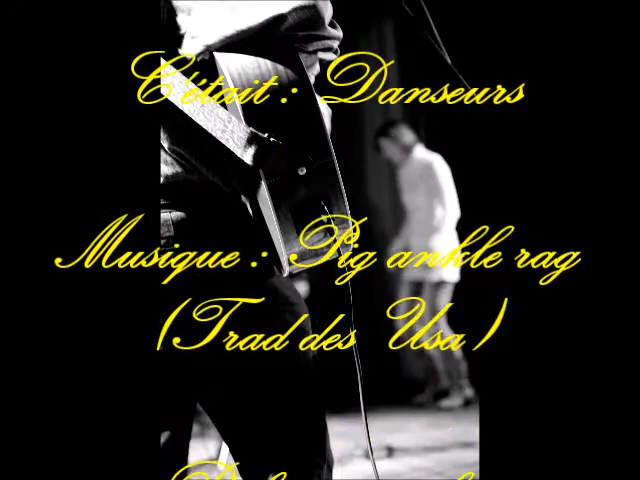 C'était : Danseurs
Musique : Pig ankle rag
(Trad des Usa)